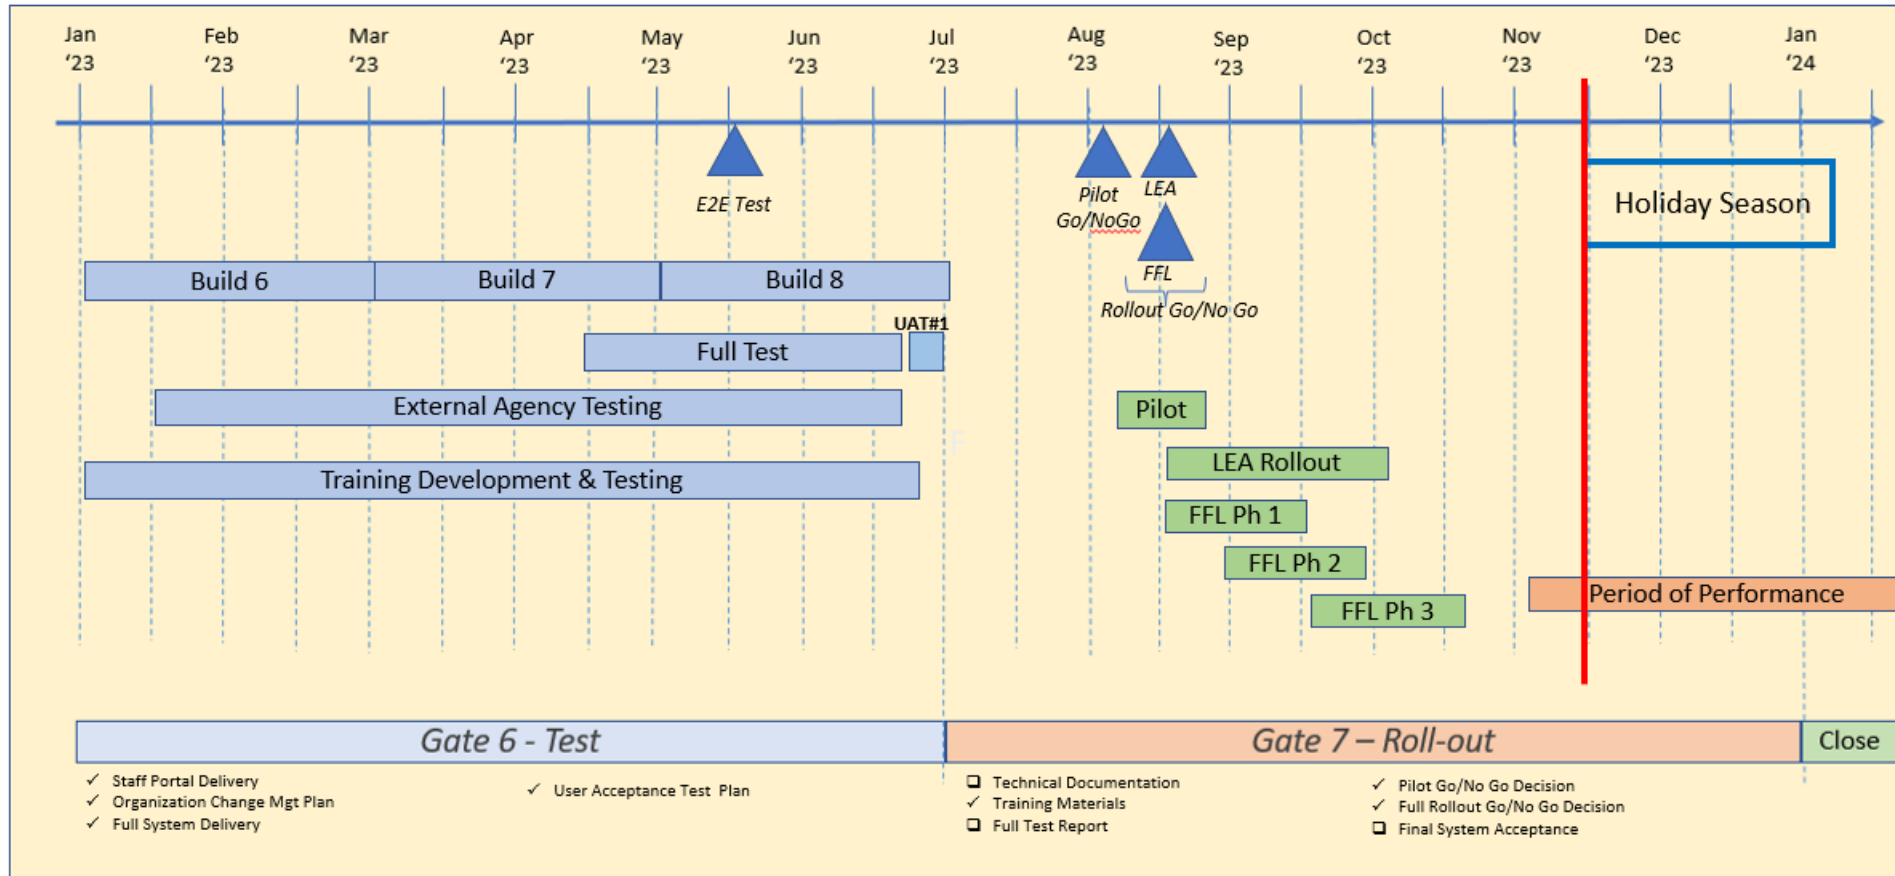 Jan Feb Mar Apr May Jun Jul Aug Sep Oct Nov Dec Jan
‘23 ‘23 ‘23 ‘23 ‘23 ‘23 ‘23 ‘23 ‘23 ‘23 ‘23 ‘23 ‘24
E2E Test
Pilot
Go/NoGo
LEA
FFL
Rollout Go/No Go
Holiday Season
Build 6 Build 7 Build 8
UAT#1
Full Test
External Agency Testing
Pilot
F
LEA Rollout
Training Development & Testing
FFL Ph 1
FFL Ph 2
Period of Performance
FFL Ph 3
Gate 6 - Test Gate 7 – Roll-out Close
✓ Staff Portal Delivery
✓ Organization Change Mgt Plan
✓ Full System Delivery
✓ User Acceptance Test Plan
❑ Technical Documentation
✓ Training Materials
❑ Full Test Report
✓ Pilot Go/No Go Decision
✓ Full Rollout Go/No Go Decision
❑ Final System Acceptance